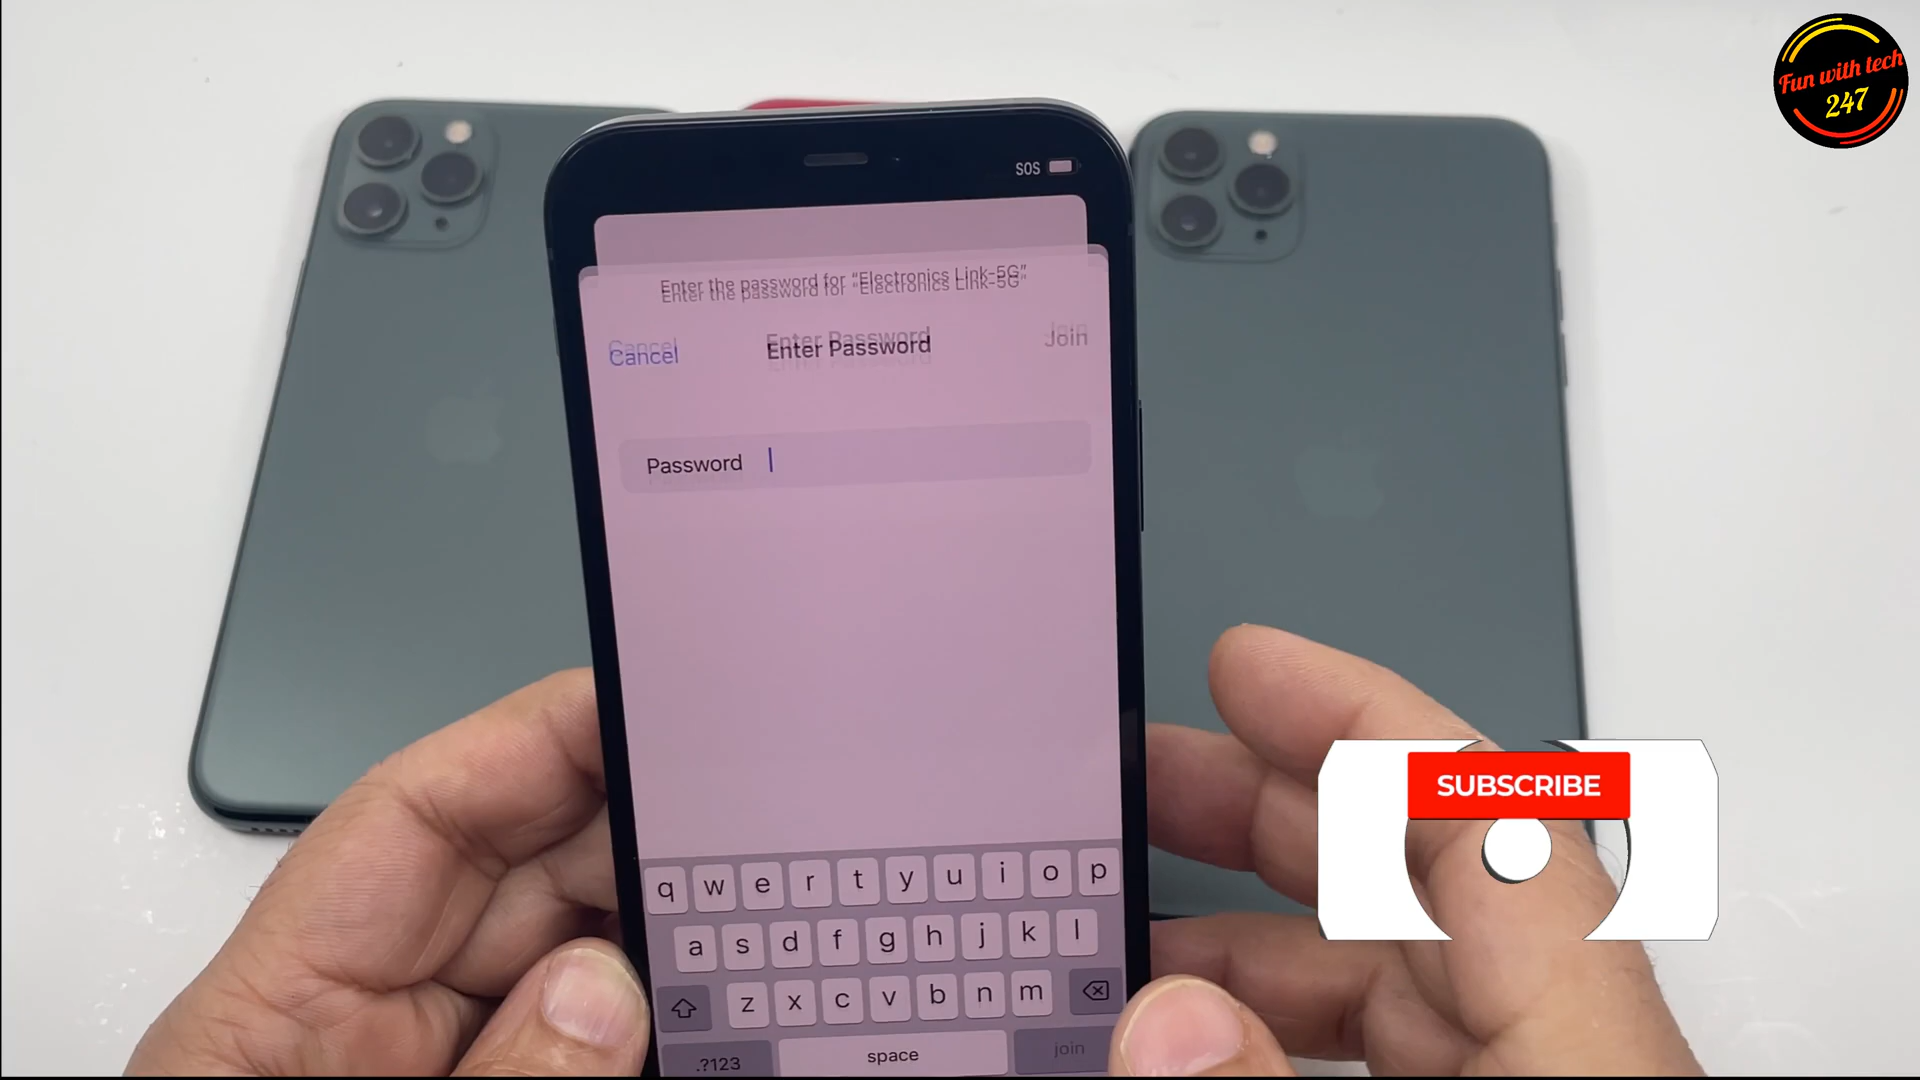 Fun with tech
247
SOS
Enter the password for “Electronics Link-5G”
Cancel
Enter Password
Join
Password
q w e r t y u i o p
a s d f g h j k l
z x c v b n m
.?123
space
join
SUBSCRIBE